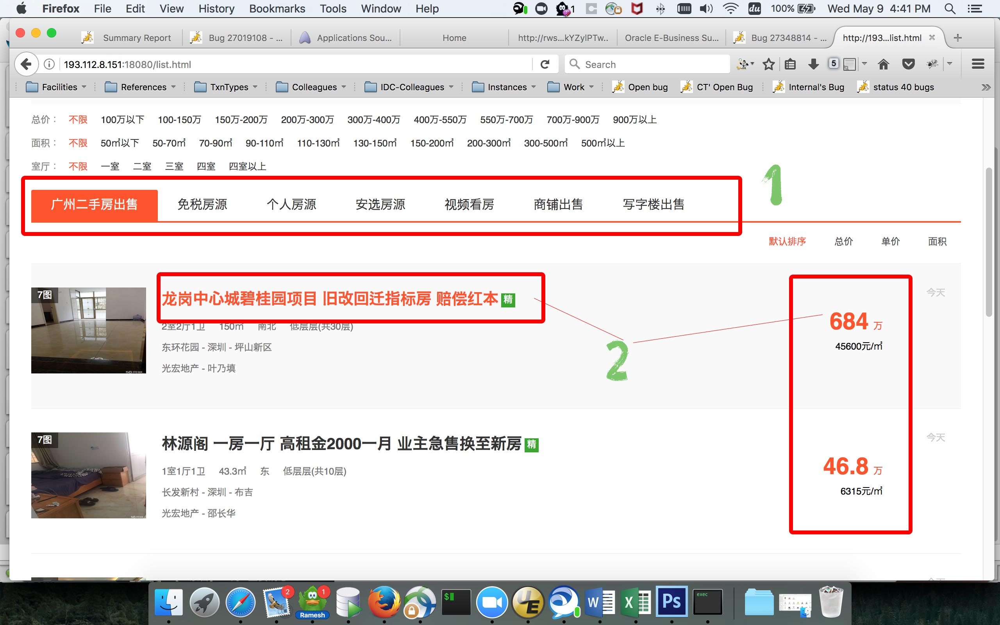 Firefox File Edit View History Bookmarks Tools Window Help 1 du 100% Wed May 9 4:41 PM
Summary Report Bug 27019108 - ... Applications Sou... Home http://rws...kYZylPTw.. Oracle E-Business Su... Bug 27348814 - ... http://193...list.html
193.112.8.151:18080/list.html Search 5
Facilities References TxnTypes Colleagues IDC-Colleagues Instances Work Open bug CT' Open Bug Internal's Bug status 40 bugs
总价： 不限 100万以下 100-150万 150万-200万 200万-300万 300万-400万 400万-550万 550万-700万 700万-900万 900万以上
面积： 不限 50㎡以下 50-70㎡ 70-90㎡ 90-110㎡ 110-130㎡ 130-150㎡ 150-200㎡ 200-300㎡ 300-500㎡ 500㎡以上
室厅： 不限 一室 二室 三室 四室 四室以上
1
广州二手房出售 免税房源 个人房源 安选房源 视频看房 商铺出售 写字楼出售
默认排序 总价 单价 面积
7图
龙岗中心城碧桂园项目 旧改回迁指标房 赔偿红本 精
今天
2室2厅1卫 150㎡ 南北 低层层(共30层)
684 万
东环花园 - 深圳 - 坪山新区
45600元/㎡
光宏地产 - 叶乃填
2
58同城
7图
林源阁 一房一厅 高租金2000一月 业主急售换至新房 精
今天
1室1厅1卫 43.3㎡ 东 低层层(共10层)
46.8 万
长发新村 - 深圳 - 布吉
6315元/㎡
光宏地产 - 邵长华
58同城
2 1 Ramesh $ UE W X Ps exec